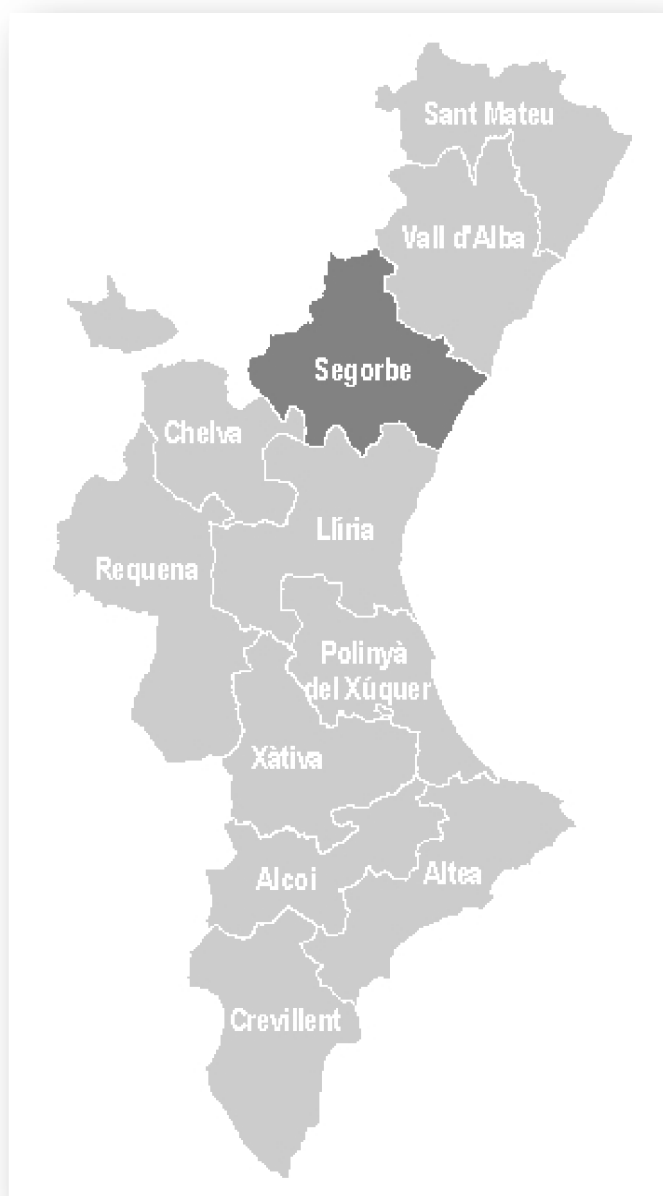 Sant Mateu
Vall d'Alba
Segorbe
Chelva
Llíria
Requena
Polinyà
del Xúquer
Xàtiva
Alcoi
Altea
Crevillent